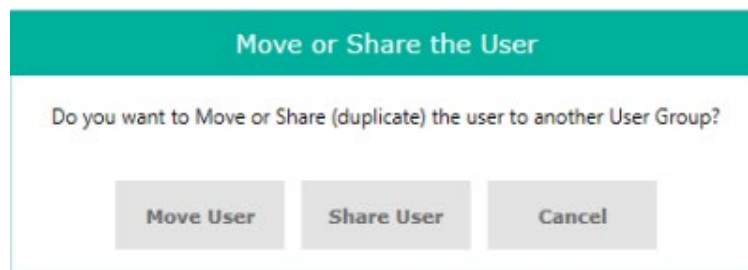 Move or Share the User
Do you want to Move or Share (duplicate) the user to another User Group?
Move User Share User Cancel